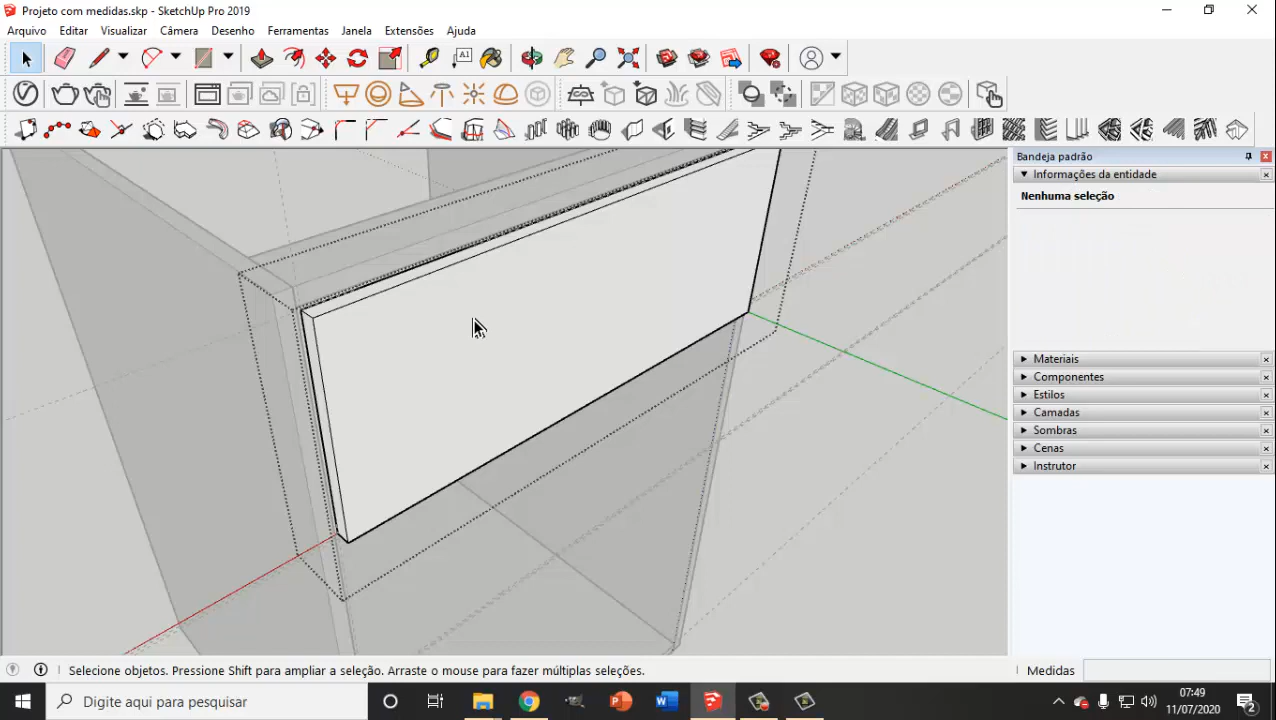 Projeto com medidas.skp - SketchUp Pro 2019
Arquivo Editar Visualizar Câmera Desenho Ferramentas Janela Extensões Ajuda
A1
Bandeja padrão
Informações da entidade
Nenhuma seleção
Materiais
Componentes
Estilos
Camadas
Sombras
Cenas
Instrutor
Selecione objetos. Pressione Shift para ampliar a seleção. Arraste o mouse para fazer múltiplas seleções.
Medidas
Digite aqui para pesquisar
07:49
11/07/2020
2